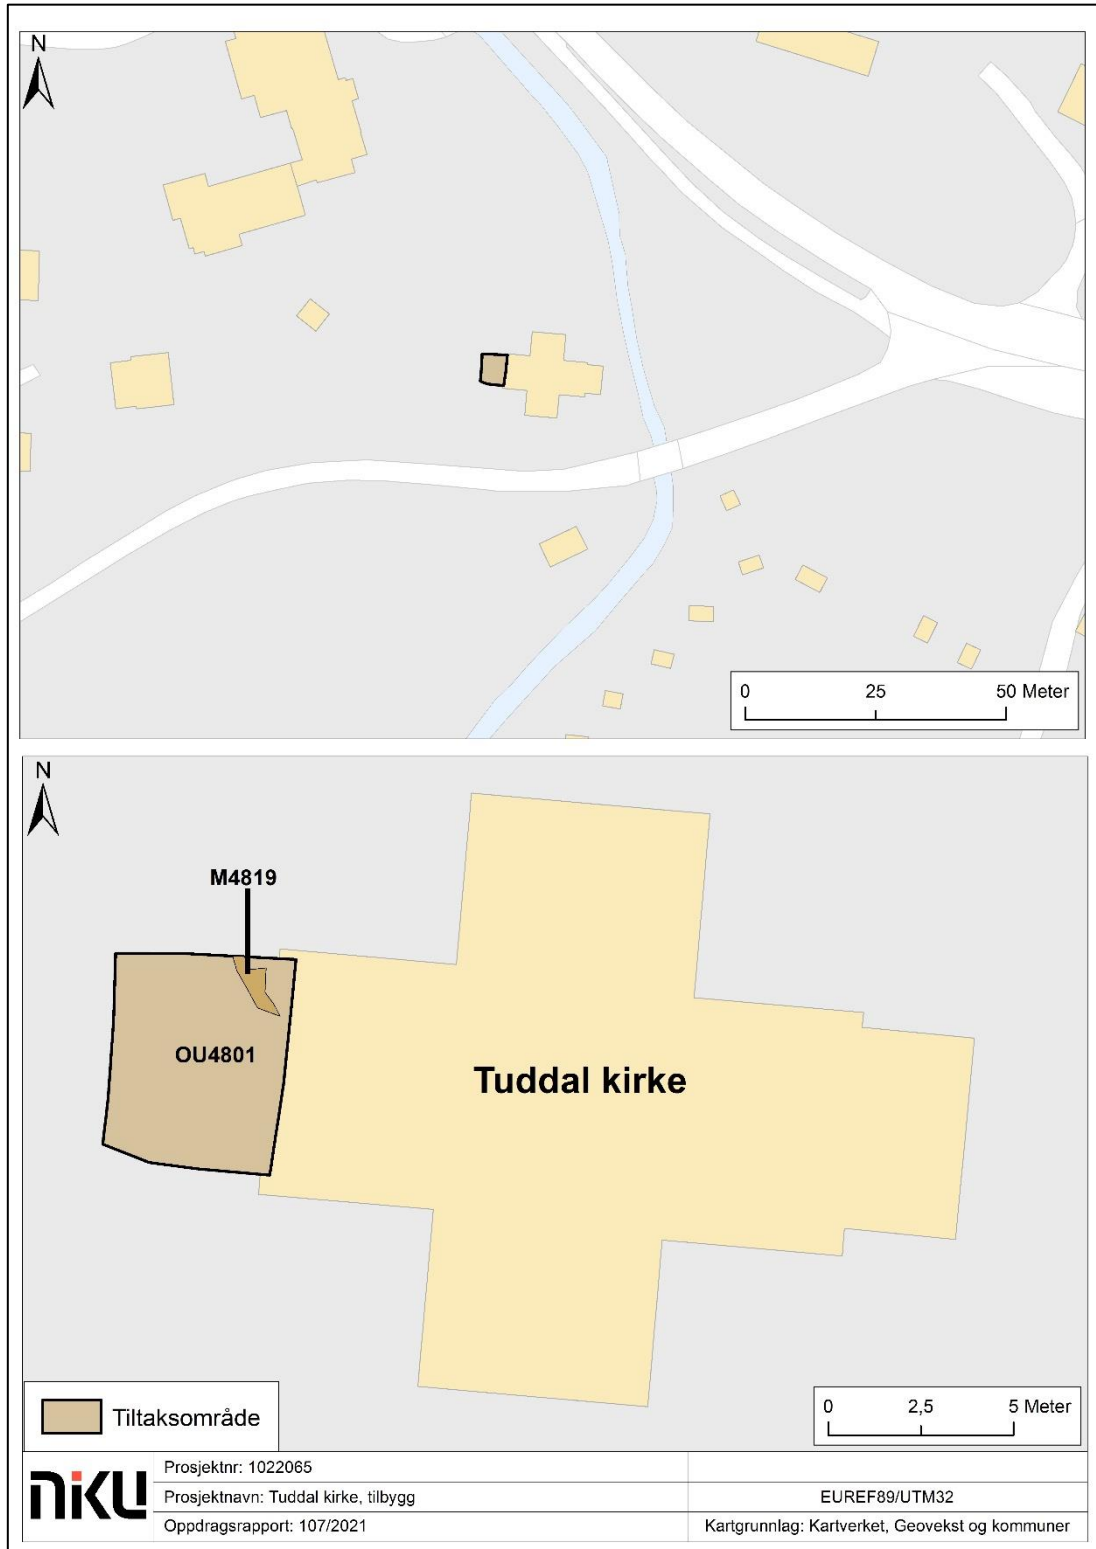 N
0 25 50 Meter
N
M4819
OU4801
Tuddal kirke
Tiltaksområde
0 2,5 5 Meter
NIKU
Prosjektnr: 1022065
Prosjektnavn: Tuddal kirke, tilbygg
EUREF89/UTM32
Oppdragsrapport: 107/2021
Kartgrunnlag: Kartverket, Geovekst og kommuner